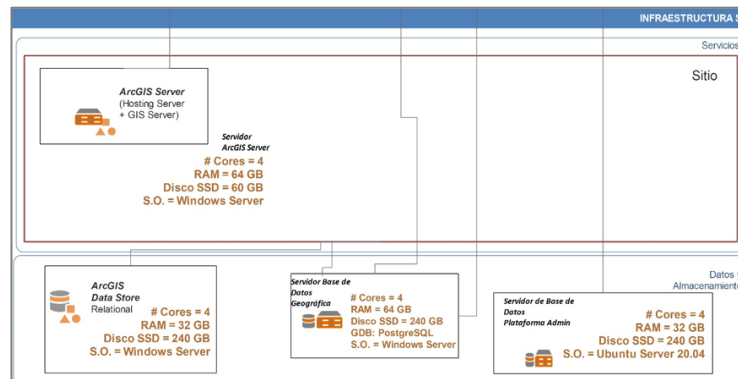 INFRAESTRUCTURA S
Servicios
Sitio
ArcGIS Server
(Hosting Server
+ GIS Server)
Servidor
ArcGIS Server
# Cores = 4
RAM = 64 GB
Disco SSD = 60 GB
S.O. = Windows Server
Datos
Almacenamiento
ArcGIS
Data Store
Relational
# Cores = 4
RAM = 32 GB
Disco SSD = 240 GB
S.O. = Windows Server
Servidor Base de
Datos
Geográfica
# Cores = 4
RAM = 64 GB
Disco SSD = 240 GB
GDB: PostgreSQL
S.O. = Windows Server
Servidor de Base de
Datos
Plataforma Admin
# Cores = 4
RAM = 32 GB
Disco SSD = 240 GB
S.O. = Ubuntu Server 20.04